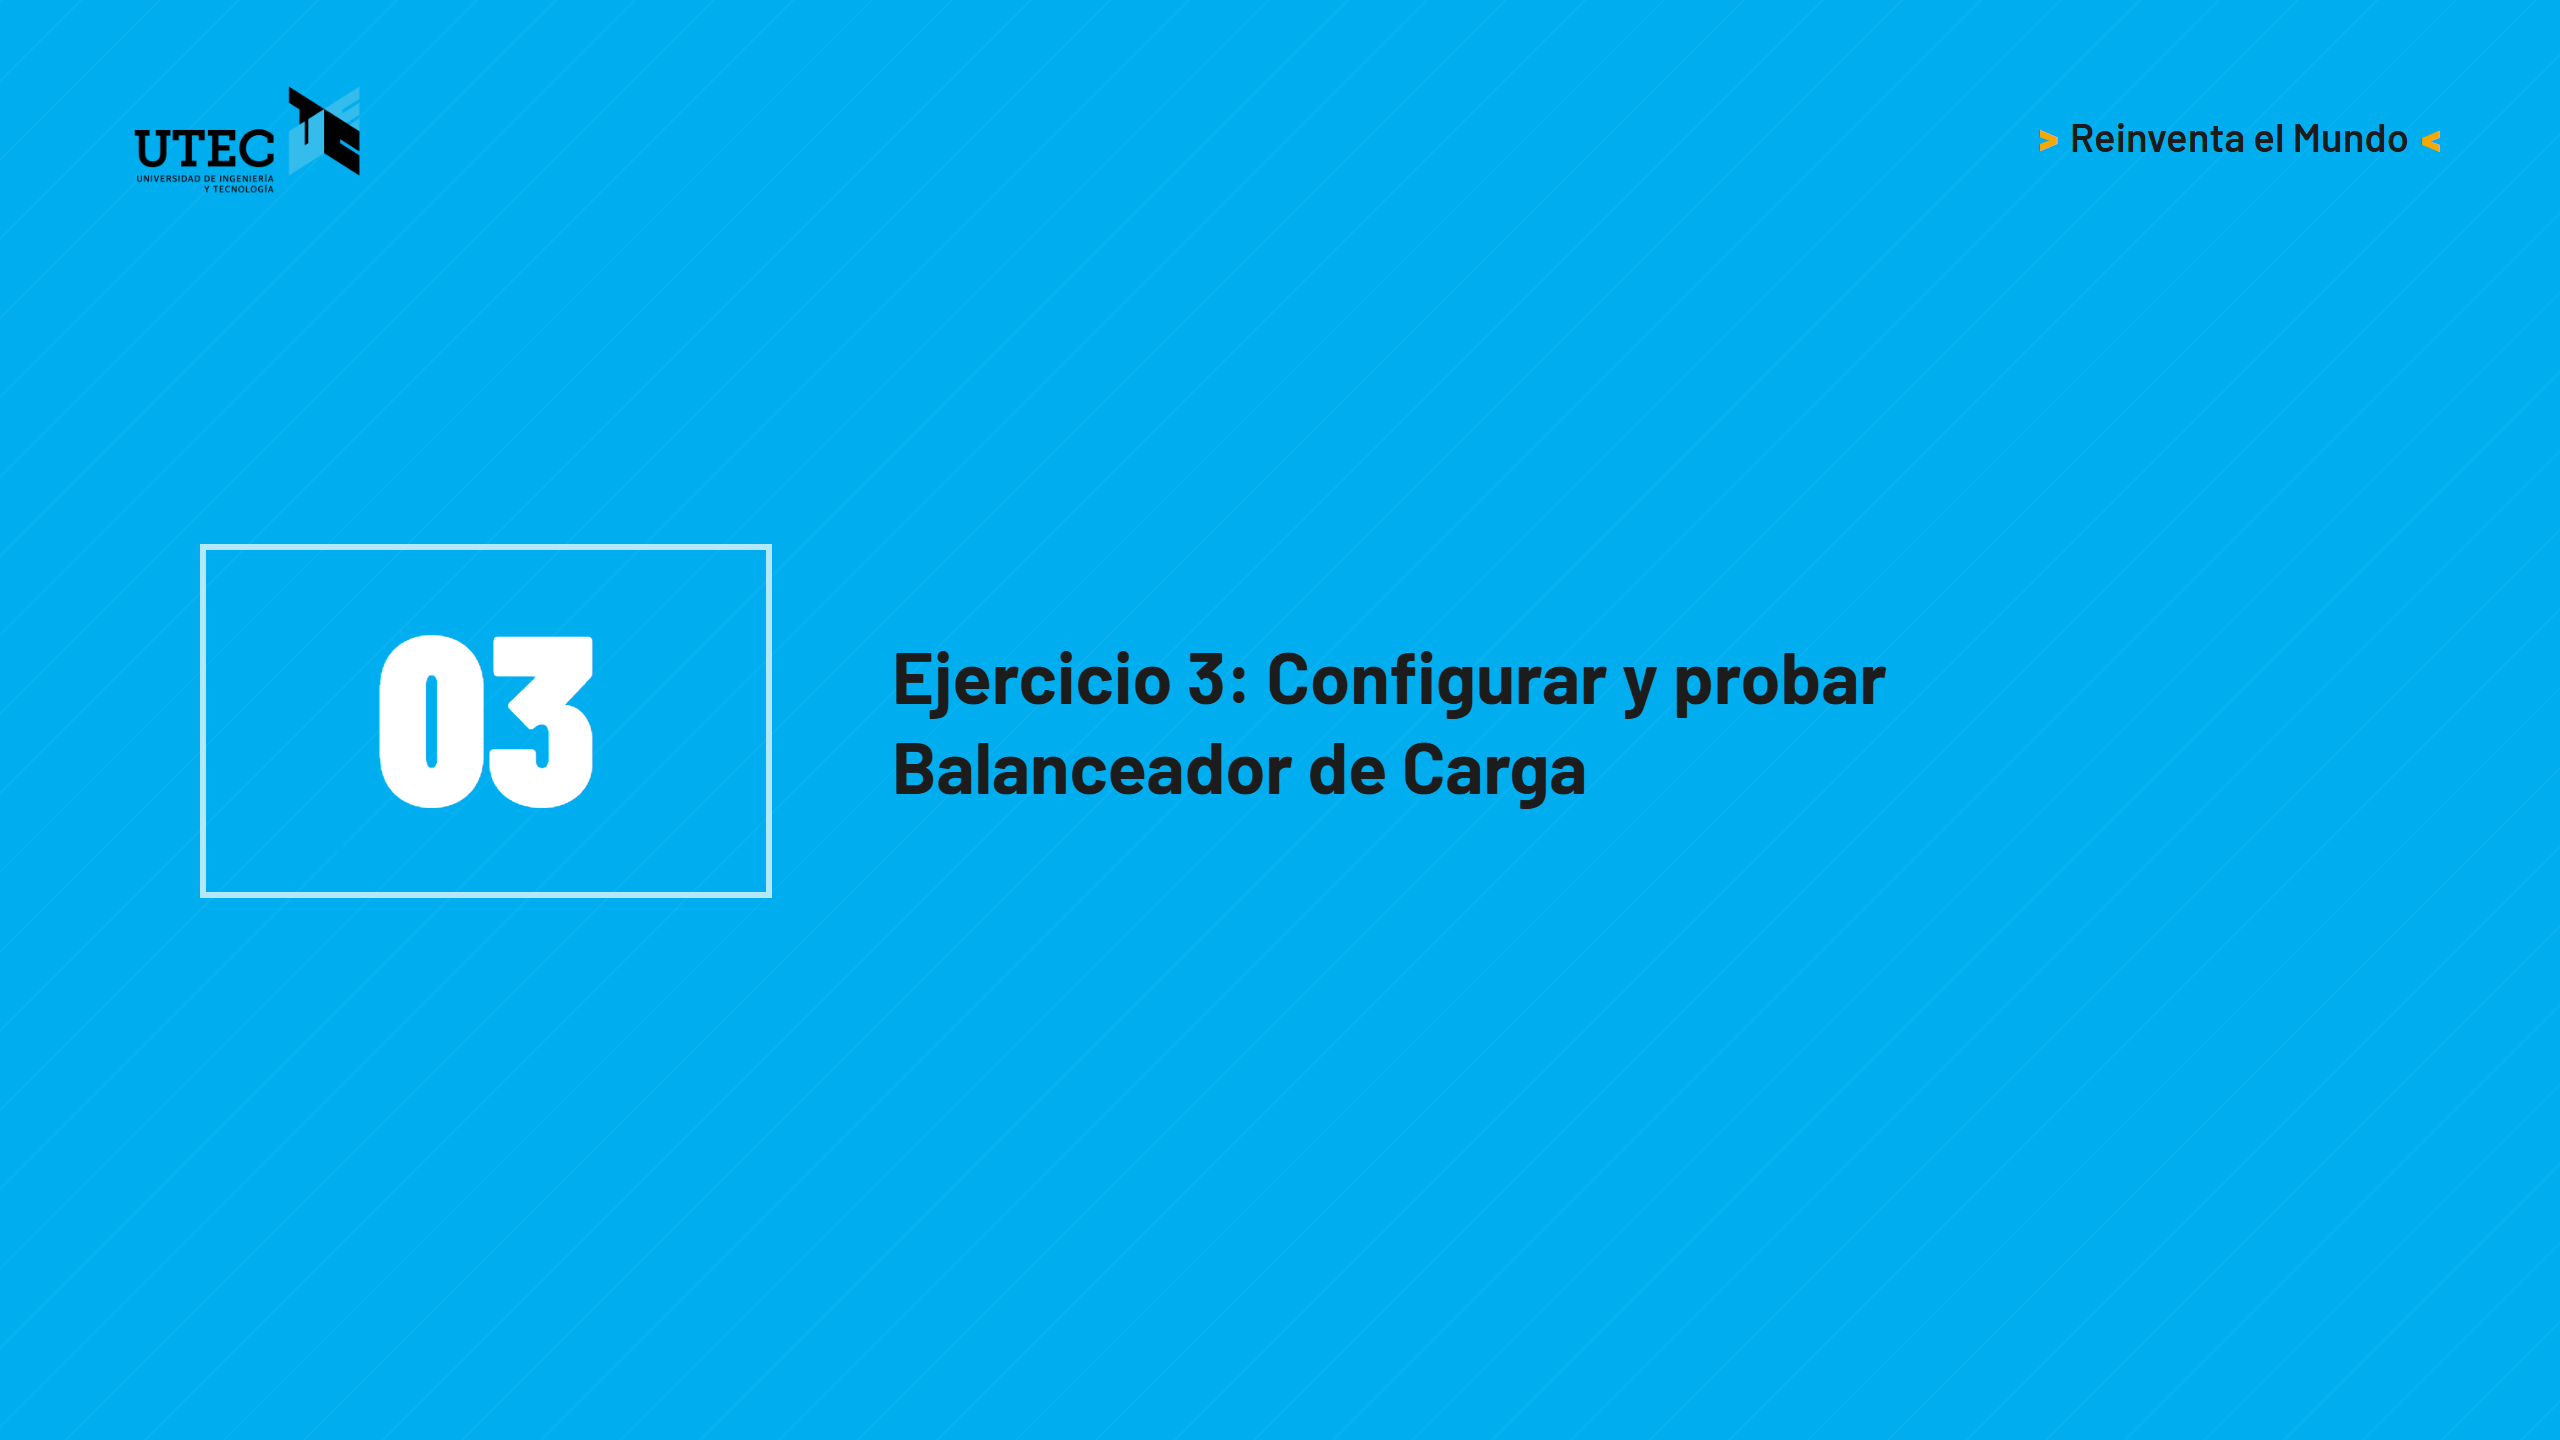 UTEC
UNIVERSIDAD DE INGENIERÍA
Y TECNOLOGÍA
> Reinventa el Mundo <
03
Ejercicio 3: Configurar y probar
Balanceador de Carga